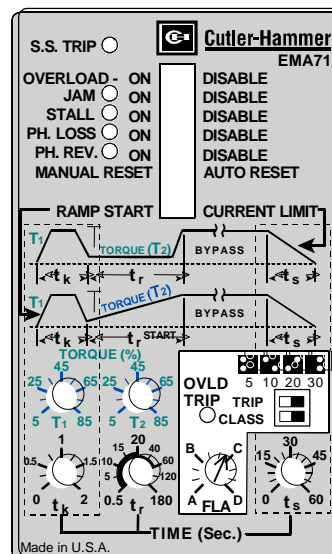 S.S. TRIP
Cutler-Hammer
EMA71
OVERLOAD - ON DISABLE
JAM ON DISABLE
STALL ON DISABLE
PH. LOSS ON DISABLE
PH. REV. ON DISABLE
MANUAL RESET AUTO RESET
RAMP START CURRENT LIMIT
T1 TORQUE (T2) BYPASS
tk tr ts
T1 TORQUE (T2) BYPASS
tk tr START ts
TORQUE (%)
45 45
25 65 25 65
5 T1 85 5 T2 85
OVLD 5 10 20 30
TRIP TRIP
CLASS
1 20 30
0.5 1.5 10 15 40 60 15 45
5 120
0 tk 2 0.5 tr 180
B C
A FLA D
0 ts 60
TIME (Sec.)
Made in U.S.A.